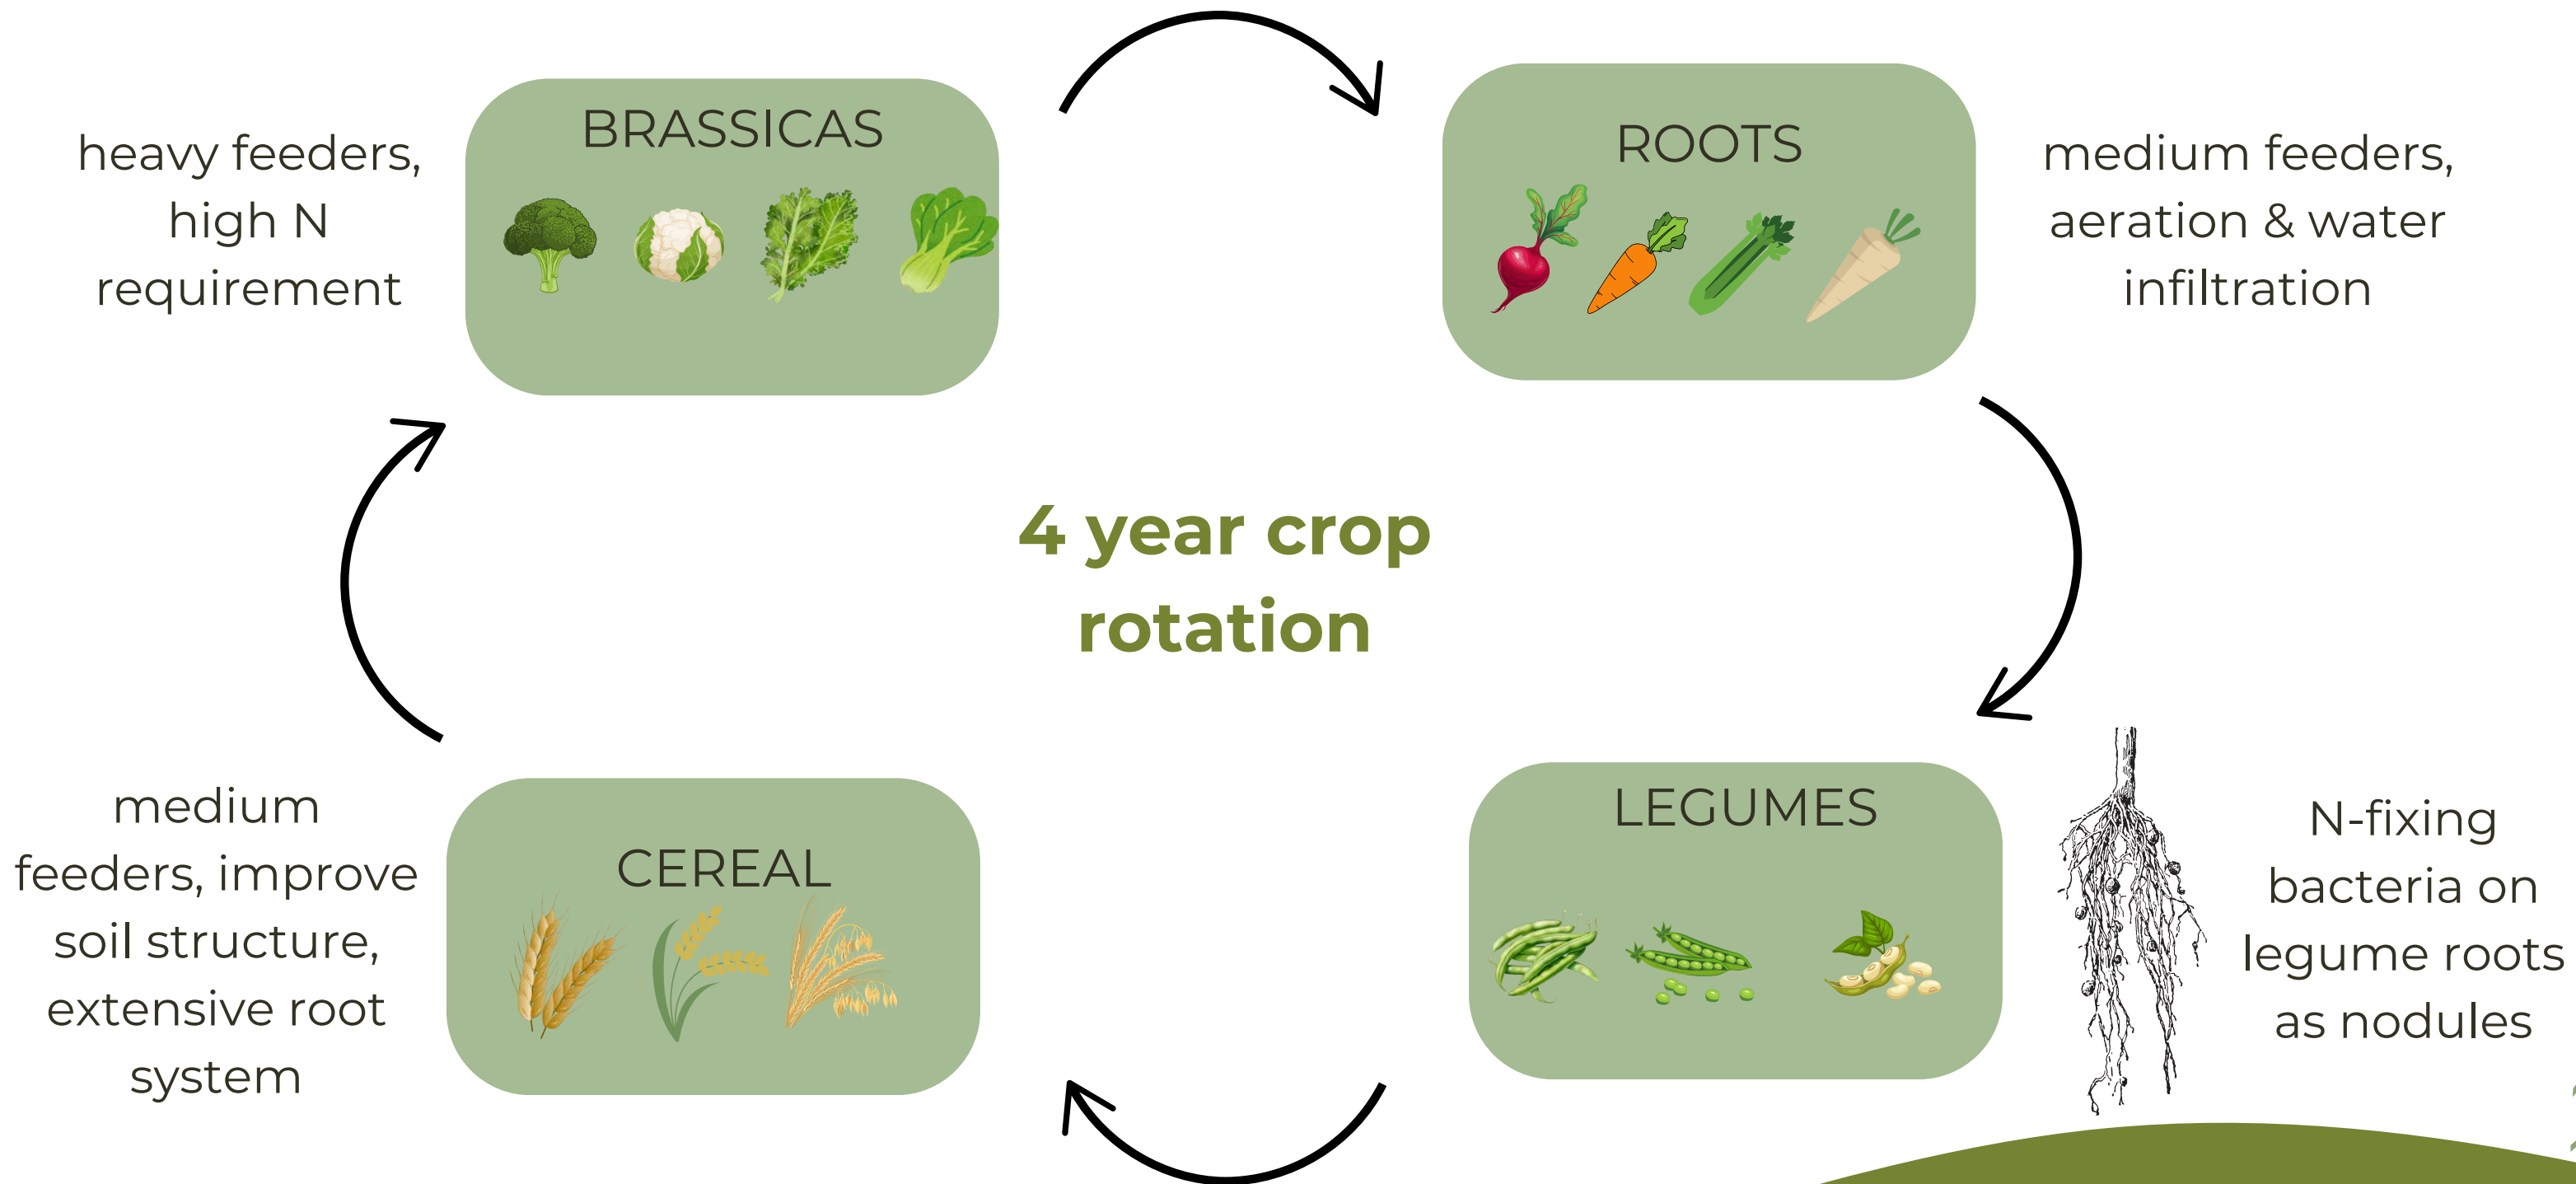 BRASSICAS
heavy feeders,
high N
requirement
ROOTS
medium feeders,
aeration & water
infiltration
4 year crop
rotation
CEREAL
medium
feeders, improve
soil structure,
extensive root
system
LEGUMES
N-fixing
bacteria on
legume roots
as nodules